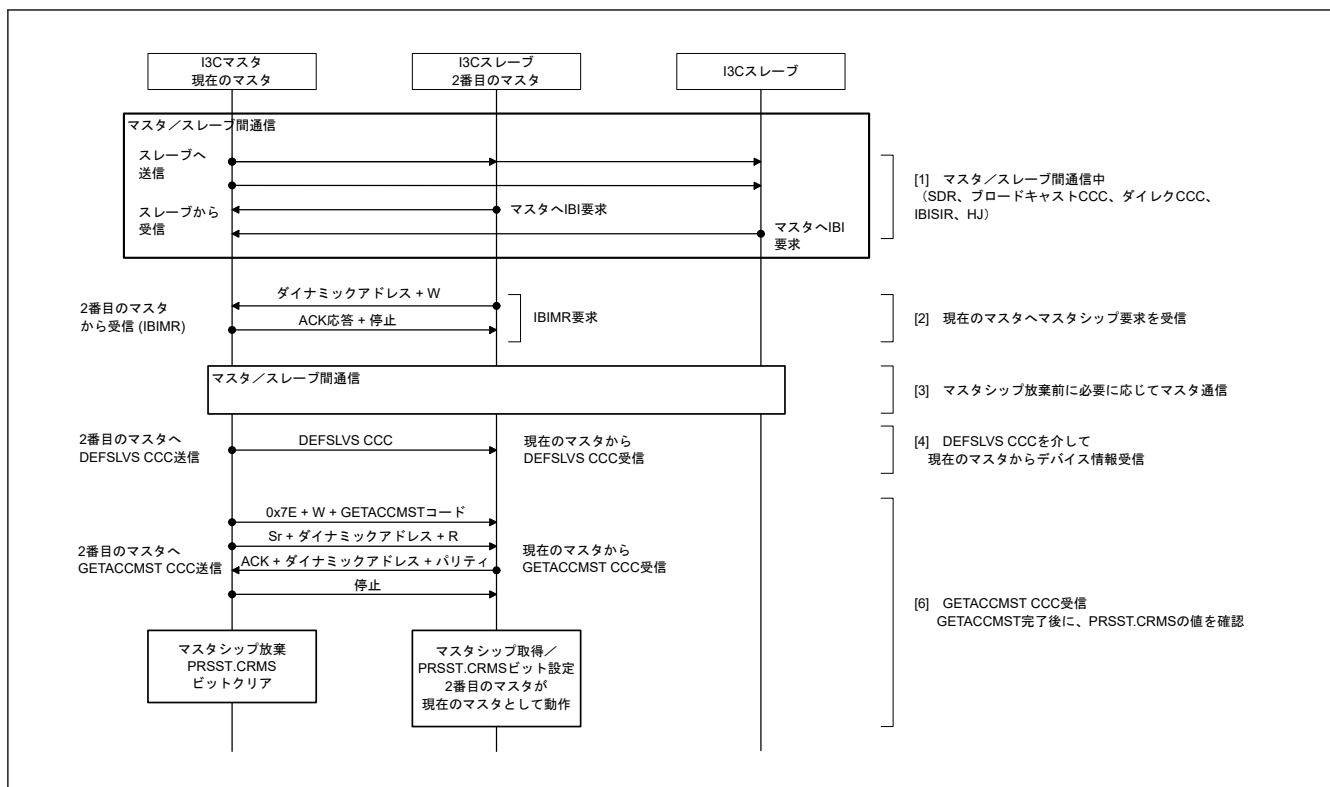 I3Cマスタ
現在のマスタ
I3Cスレーブ
2番目のマスタ
I3Cスレーブ
マスタ／スレーブ間通信
スレーブへ
送信
スレーブから
受信
マスタへIBI要求
マスタへIBI
要求
[1] マスタ／スレーブ間通信中
（SDR、ブロードキャストCCC、ダイレクCCC、
IBISIR、HJ）
2番目のマスタ
から受信 (IBIMR)
ダイナミックアドレス + W
ACK応答 + 停止
IBIMR要求
[2] 現在のマスタへマスタシップ要求を受信
マスタ／スレーブ間通信
[3] マスタシップ放棄前に必要に応じてマスタ通信
2番目のマスタへ
DEFSLVS CCC送信
DEFSLVS CCC
現在のマスタから
DEFSLVS CCC受信
[4] DEFSLVS CCCを介して
現在のマスタからデバイス情報受信
0x7E + W + GETACCMSTコード
Sr + ダイナミックアドレス + R
2番目のマスタへ
GETACCMST CCC送信
ACK + ダイナミックアドレス + パリティ
停止
現在のマスタから
GETACCMST CCC受信
[6] GETACCMST CCC受信
GETACCMST完了後に、PRSST.CRMSの値を確認
マスタシップ放棄
PRSST.CRMS
ビットクリア
マスタシップ取得／
PRSST.CRMSビット設定
2番目のマスタが
現在のマスタとして動作